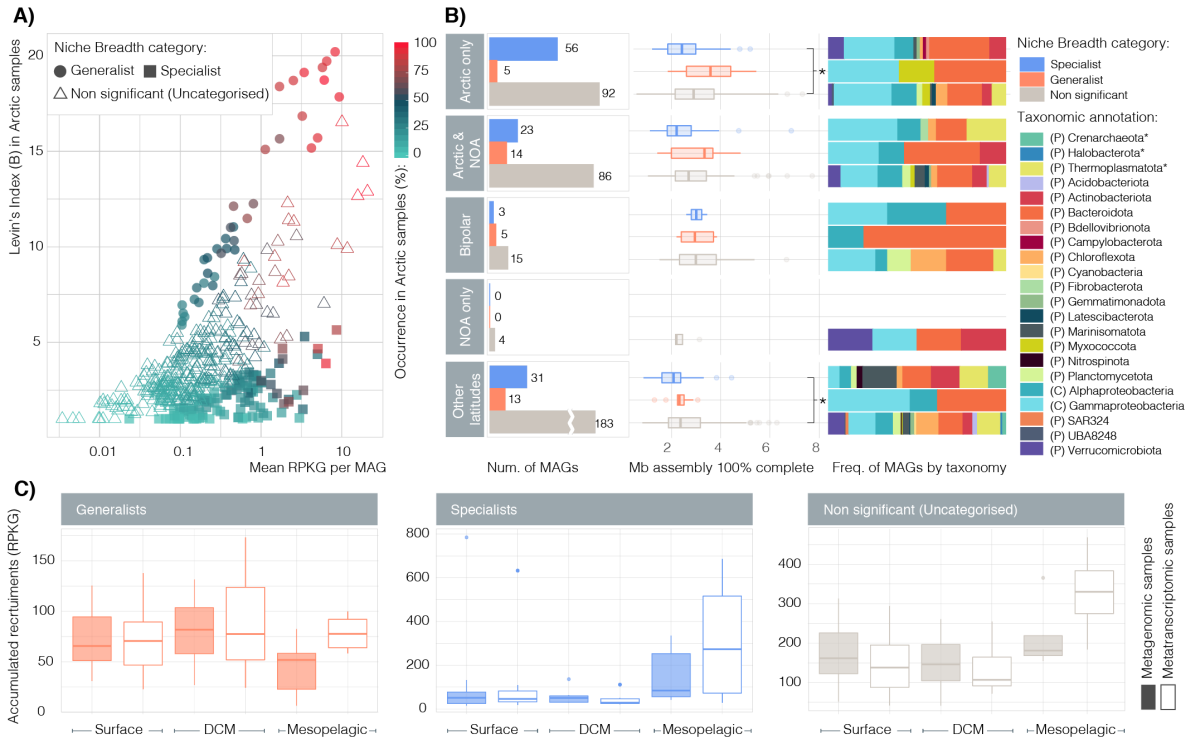 A)
Levin's Index (B) in Arctic samples
20
15
10
5
Niche Breadth category:
Generalist
Specialist
Non significant (Uncategorised)
0.01
0.1
1
10
Mean RPKG per MAG
Occurrence in Arctic samples (%):
100
75
50
25
0
B)
Arctic only
56
5
92
*
Arctic &
NOA
23
14
86
Bipolar
3
5
15
NOA only
0
0
4
Other
latitudes
31
13
183
*
2
4
6
8
Num. of MAGs
Mb assembly 100% complete
Freq. of MAGs by taxonomy
Niche Breadth category:
Specialist
Generalist
Non significant
Taxonomic annotation:
(P) Crenarchaeota*
(P) Halobacterota*
(P) Thermoplasmatota*
(P) Acidobacteriota
(P) Actinobacteriota
(P) Bacteroidota
(P) Bdellovibrionota
(P) Campylobacterota
(P) Chloroflexota
(P) Cyanobacteria
(P) Fibrobacterota
(P) Gemmatimonadota
(P) Latescibacterota
(P) Marinisomatota
(P) Myxococcota
(P) Nitrospinota
(P) Planctomycetota
(C) Alphaproteobacteria
(C) Gammaproteobacteria
(P) SAR324
(P) UBA8248
(P) Verrucomicrobiota
C)
Accumulated recrtuiments (RPKG)
Generalists
150
100
50
0
Surface
DCM
Mesopelagic
Specialists
800
600
400
200
0
Surface
DCM
Mesopelagic
Non significant (Uncategorised)
400
300
200
100
Surface
DCM
Mesopelagic
Metagenomic samples
Metatranscriptomic samples